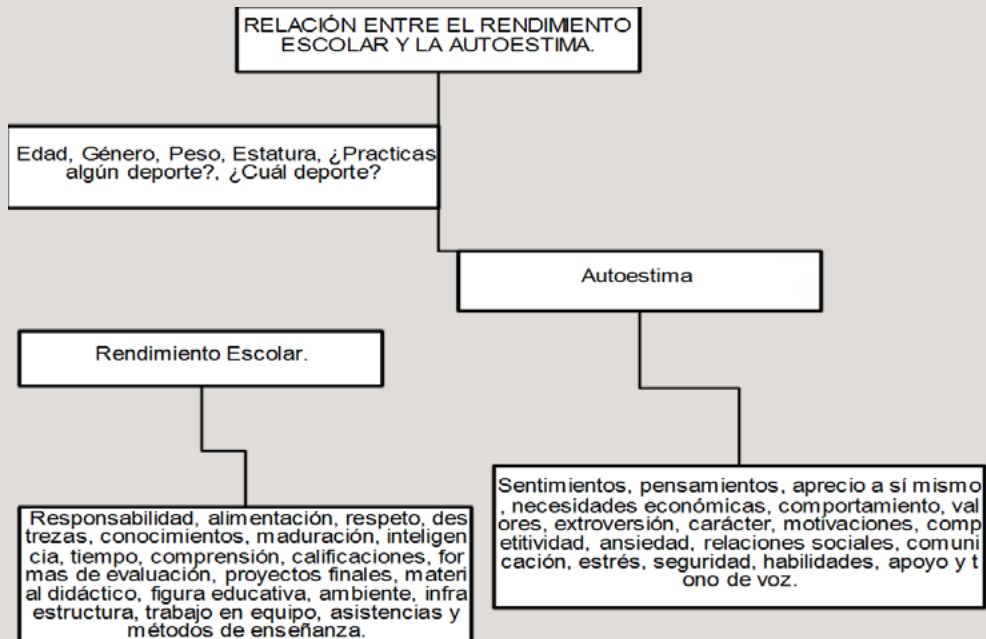 RELACIÓN ENTRE EL RENDIMIENTO
ESCOLAR Y LA AUTOESTIMA.
Edad, Género, Peso, Estatura, ¿Practicas
algún deporte?, ¿Cuál deporte?
Autoestima
Rendimiento Escolar.
Sentimientos, pensamientos, aprecio a sí mismo
, necesidades económicas, comportamiento, val
ores, extroversión, carácter, motivaciones, comp
etitividad, ansiedad, relaciones sociales, comuni
cación, estrés, seguridad, habilidades, apoyo y t
ono de voz.
Responsabilidad, alimentación, respeto, des
trezas, conocimientos, maduración, inteligen
cia, tiempo, comprensión, calificaciones, for
mas de evaluación, proyectos finales, materi
al didáctico, figura educativa, ambiente, infra
estructura, trabajo en equipo, asistencias y
métodos de enseñanza.